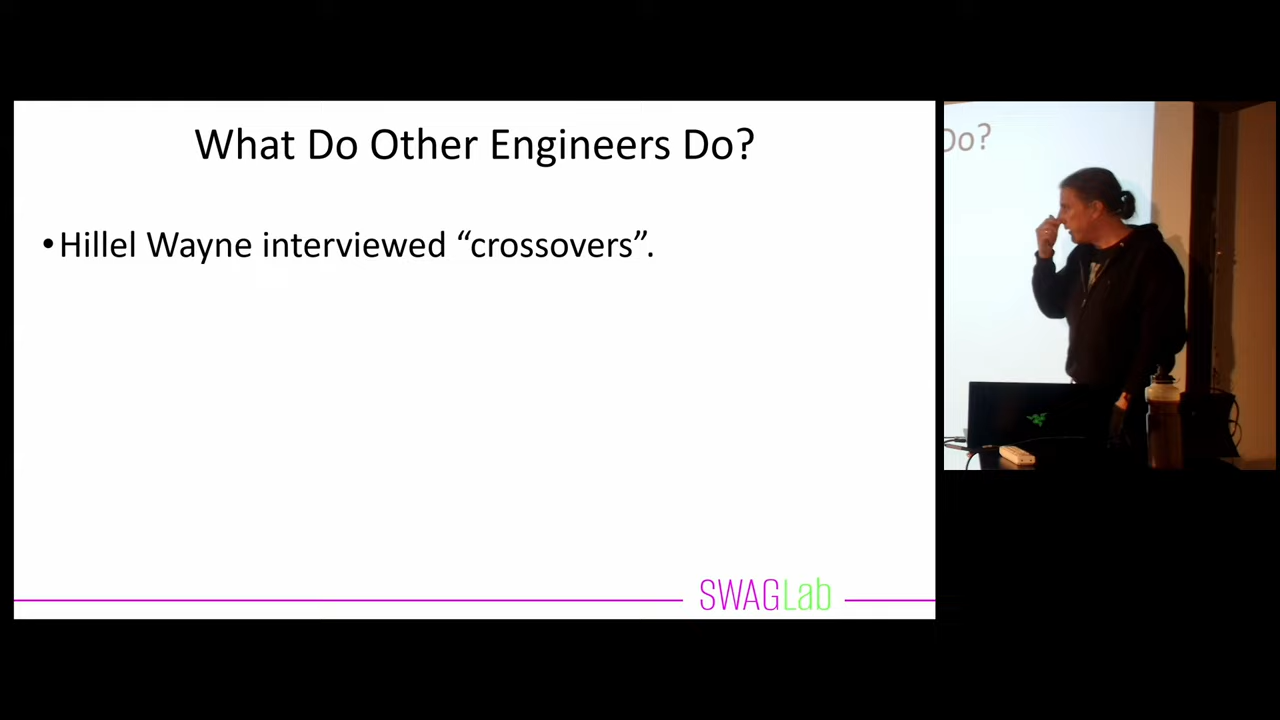 What Do Other Engineers Do?
•Hillel Wayne interviewed “crossovers”.
SWAGLab
Do?